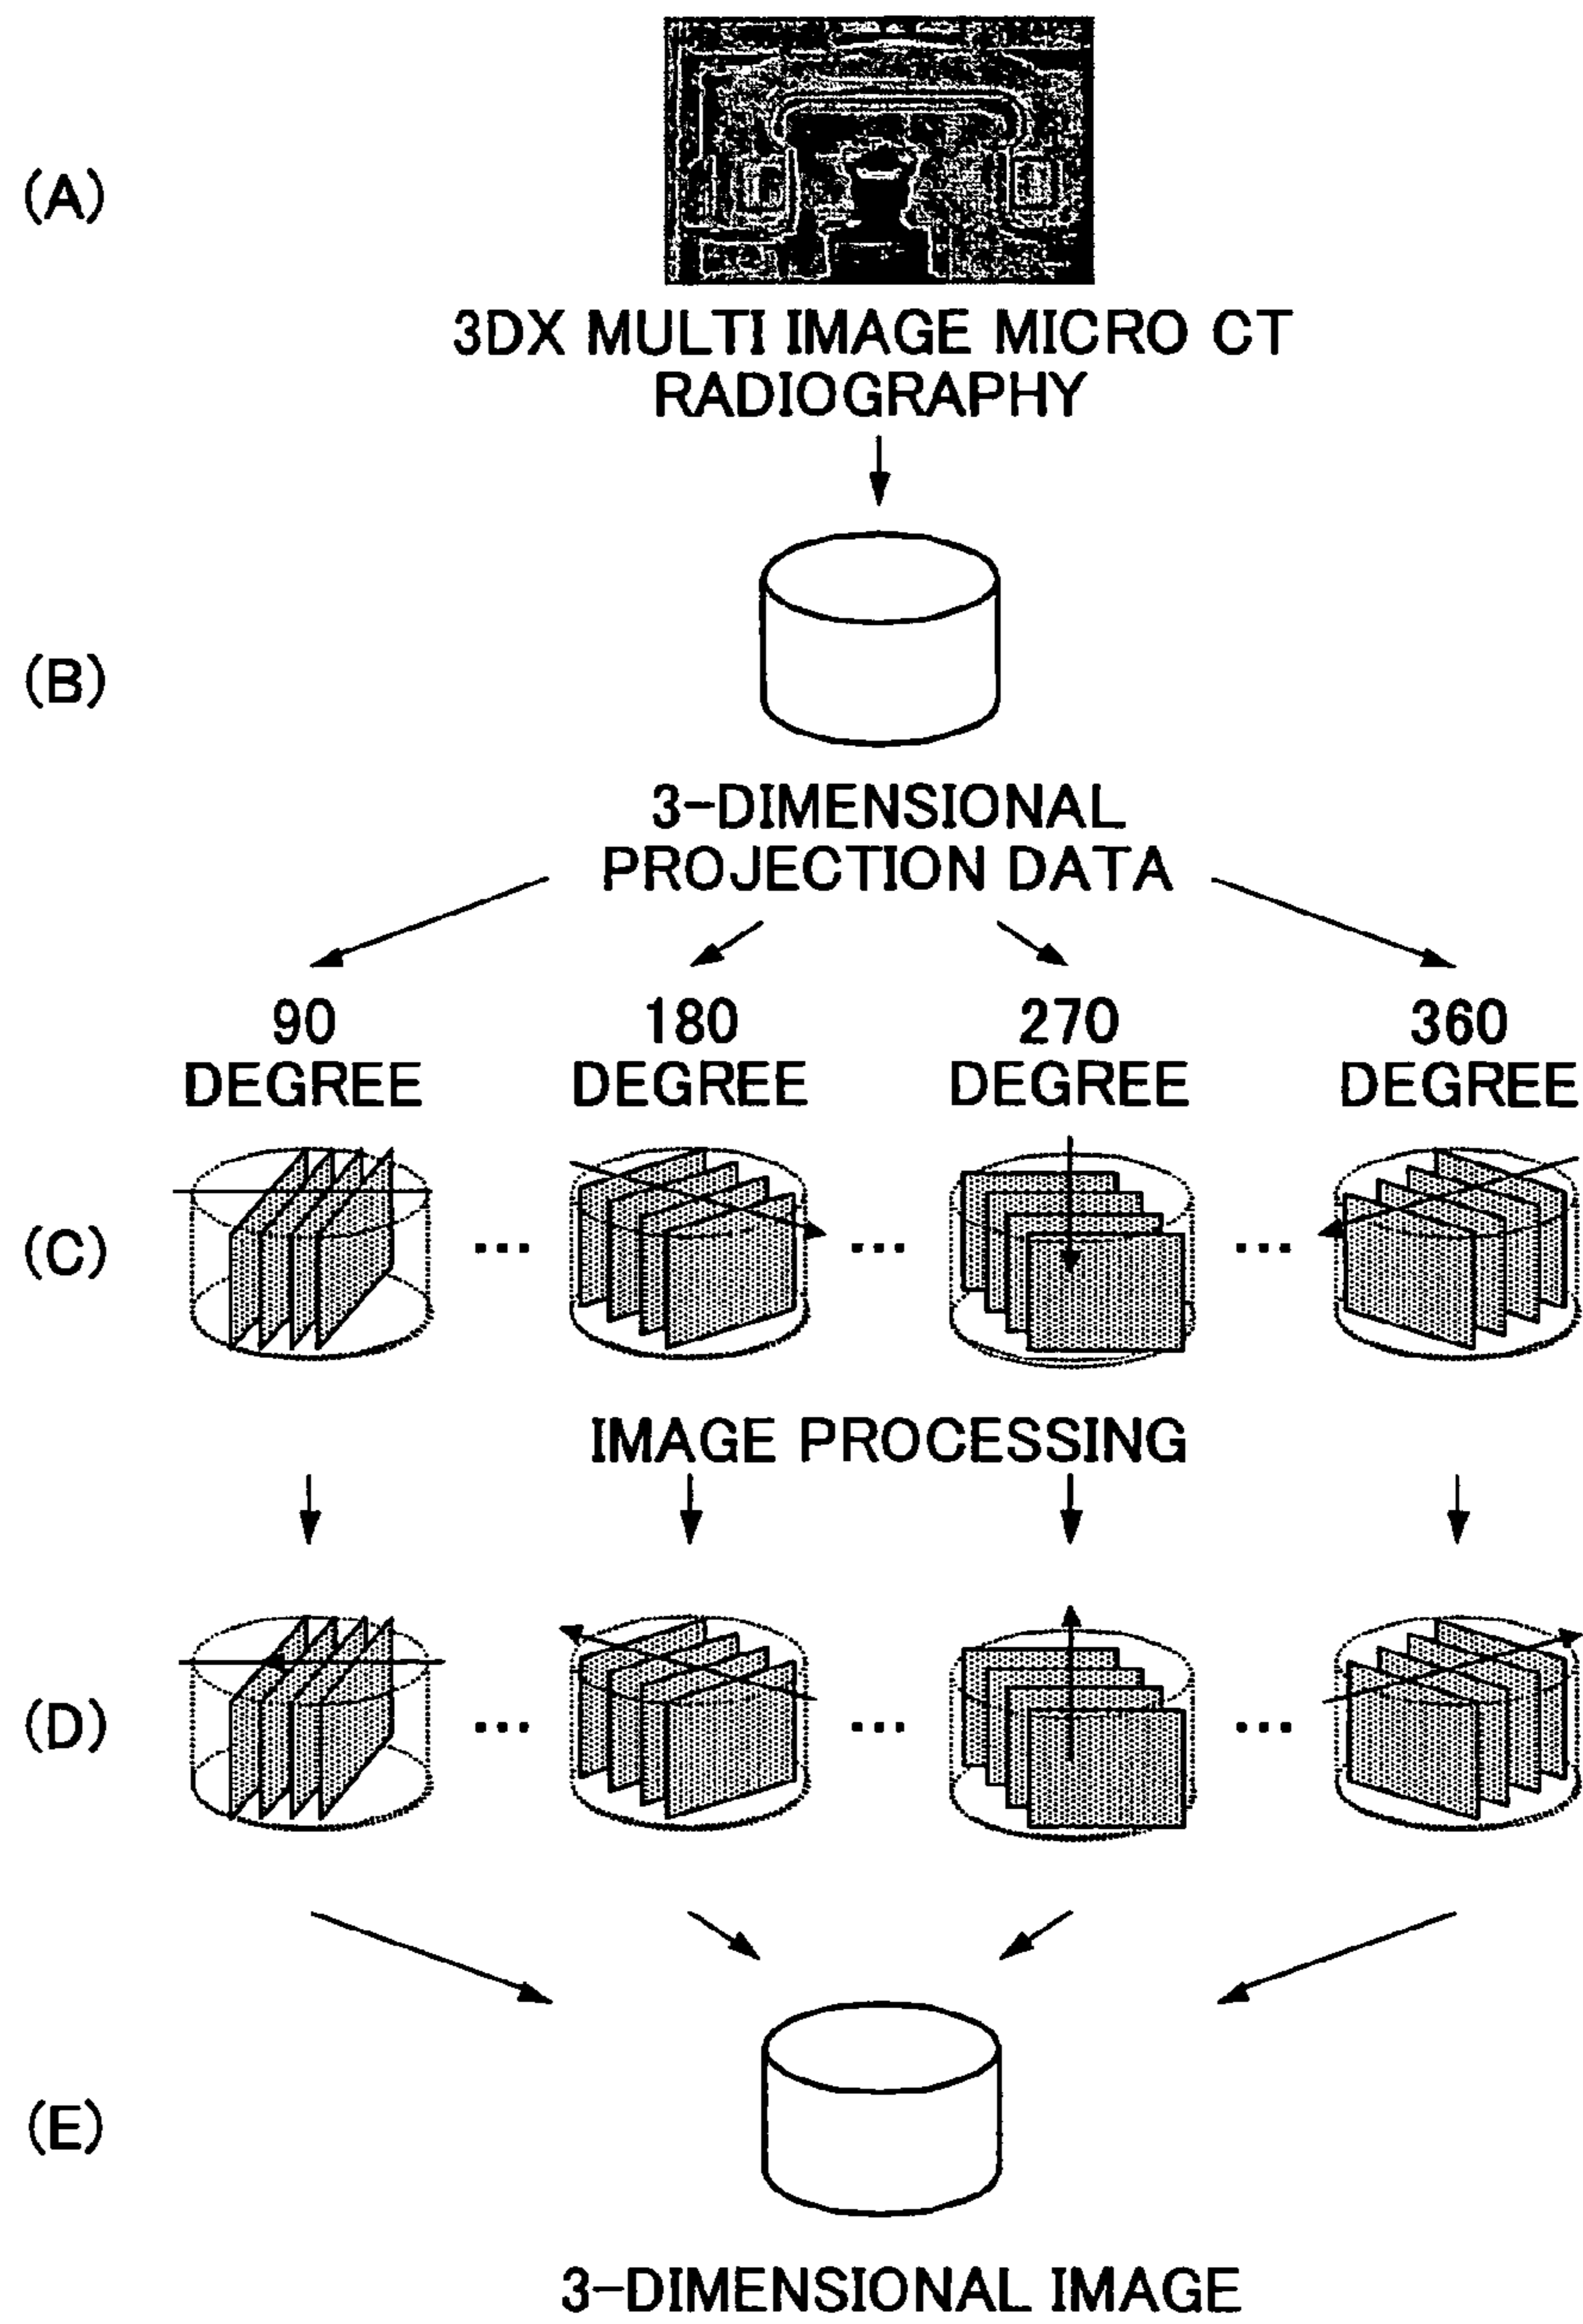 (A)
3DX MULTI IMAGE MICRO CT
RADIOGRAPHY
(B)
3-DIMENSIONAL
PROJECTION DATA
90
DEGREE
180
DEGREE
270
DEGREE
360
DEGREE
(C)
...
...
...
IMAGE PROCESSING
(D)
...
...
...
(E)
3-DIMENSIONAL IMAGE